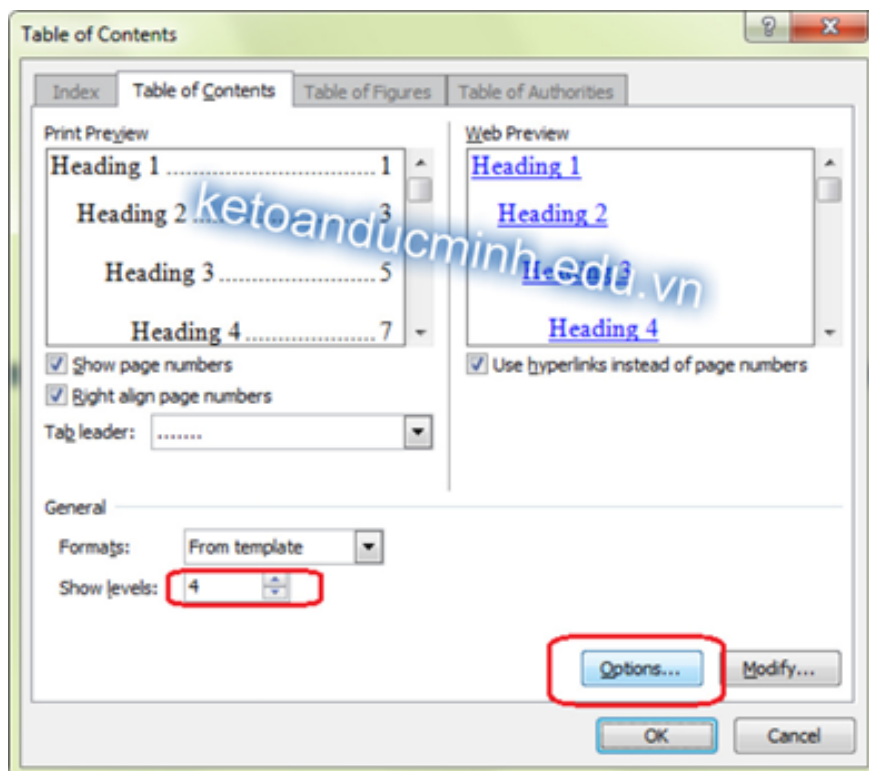 Table of Contents
Index Table of Contents Table of Figures Table of Authorities
Print Preview
Heading 1 .................................. 1
Heading 2 .............................. 3
Heading 3 ......................... 5
Heading 4 ..................... 7
Web Preview
Heading 1
Heading 2
Heading 3
Heading 4
ketoanducminh.edu.vn
Show page numbers
Right align page numbers
Tab leader: .......
Use hyperlinks instead of page numbers
General
Formats: From template
Show levels: 4
Options... Modify...
OK Cancel